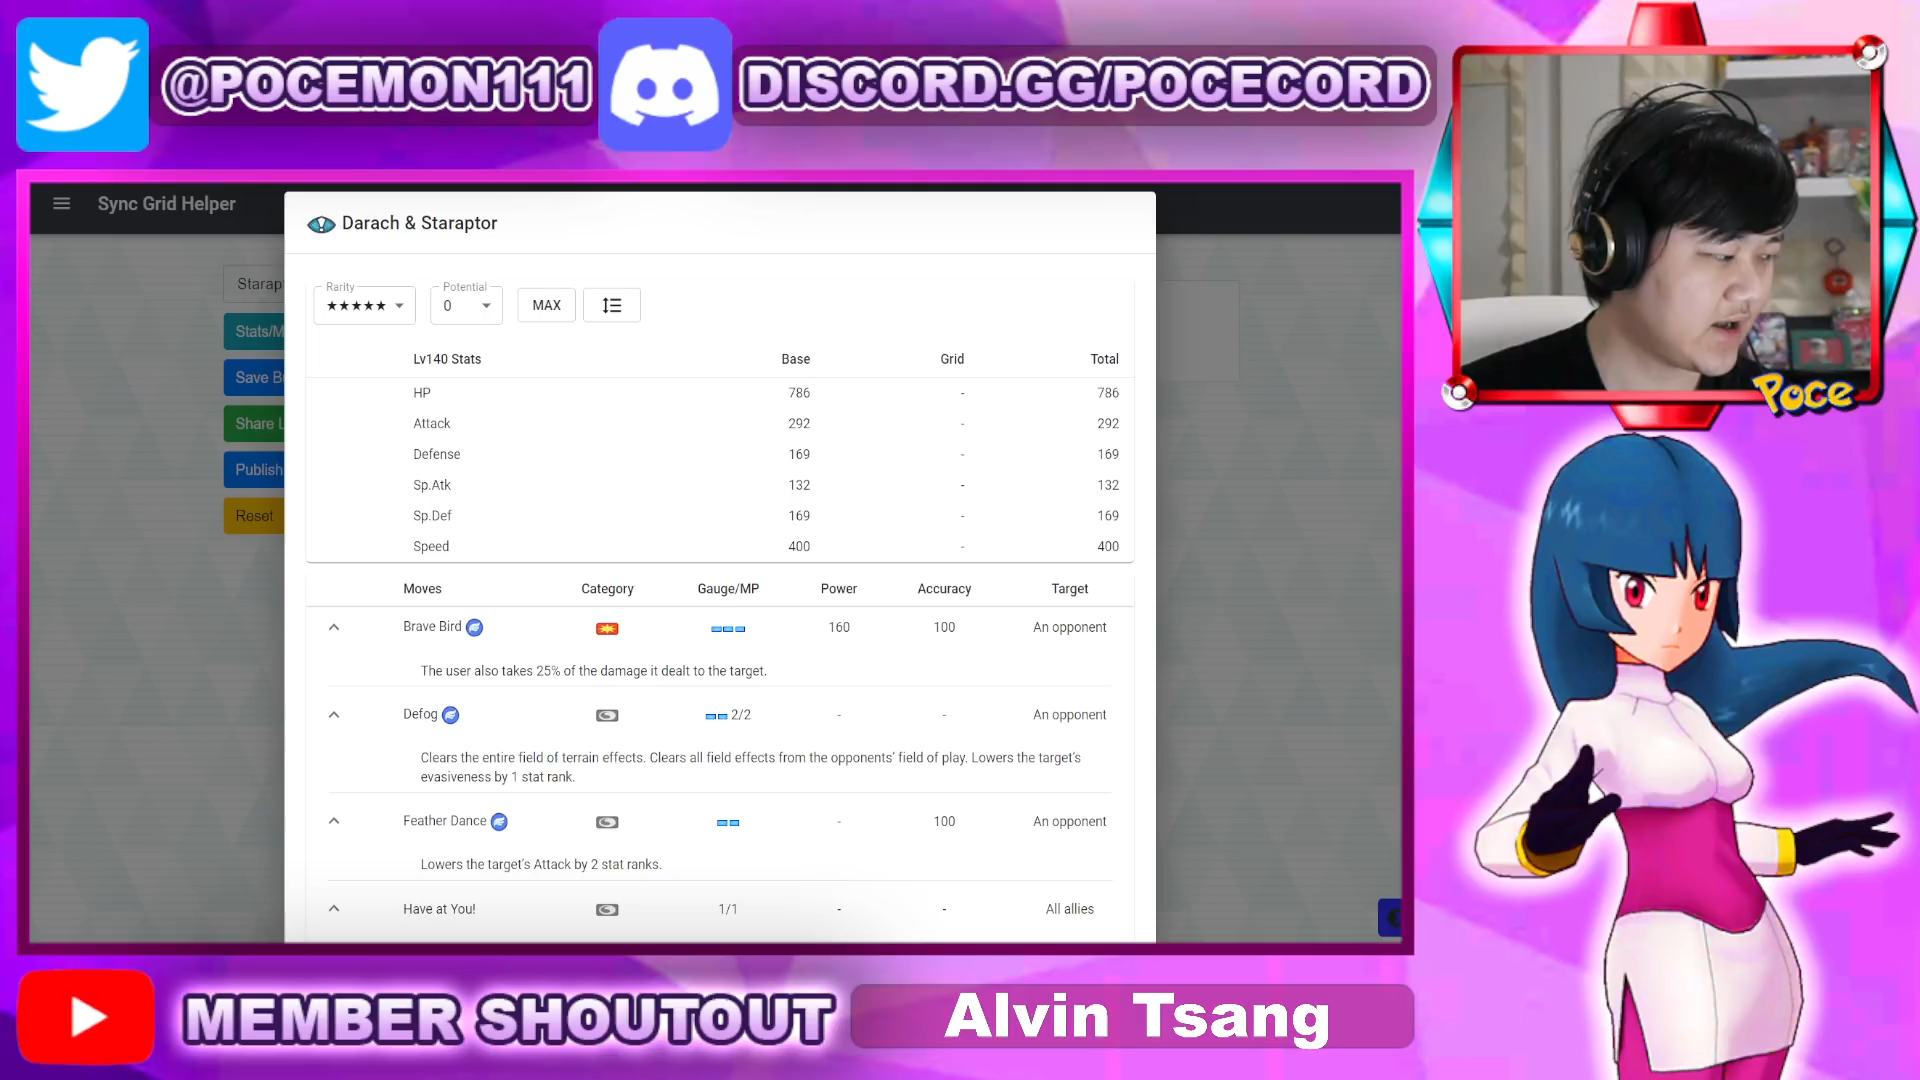 @POCEMON111
DISCORD.GG/POCECORD
Sync Grid Helper
Darach & Staraptor
Starap
Stats/M
Save B
Share L
Publish
Reset
Rarity
★★★★★
Potential
0
MAX
Lv140 Stats Base Grid Total
HP 786 - 786
Attack 292 - 292
Defense 169 - 169
Sp.Atk 132 - 132
Sp.Def 169 - 169
Speed 400 - 400
Moves Category Gauge/MP Power Accuracy Target
Brave Bird 160 100 An opponent
The user also takes 25% of the damage it dealt to the target.
Defog 2/2 - - An opponent
Clears the entire field of terrain effects. Clears all field effects from the opponents' field of play. Lowers the target's
evasiveness by 1 stat rank.
Feather Dance - 100 An opponent
Lowers the target's Attack by 2 stat ranks.
Have at You! 1/1 - - All allies
Poce
MEMBER SHOUTOUT
Alvin Tsang